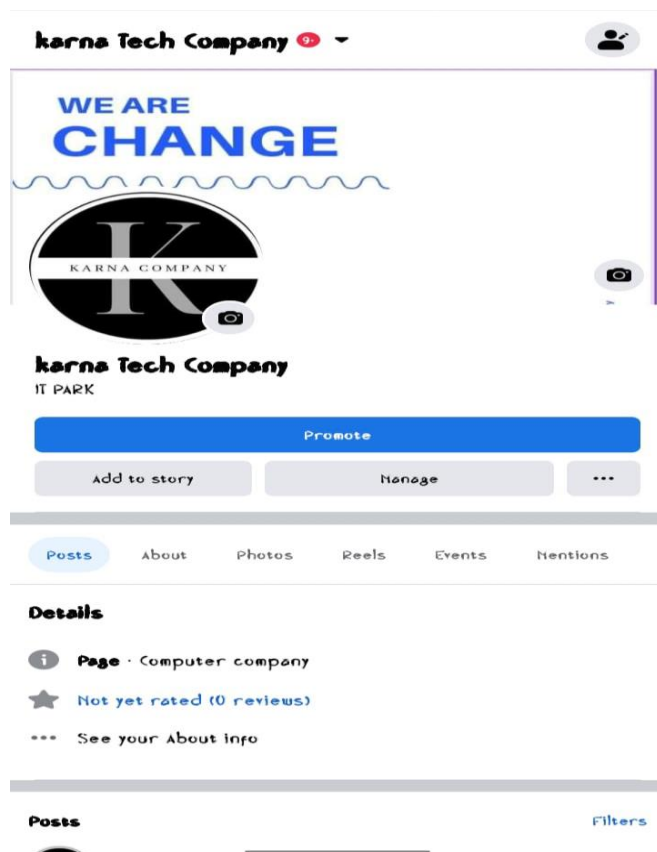 karna Tech Company 9+
WE ARE
CHANGE
K
KARNA COMPANY
karna Tech Company
IT PARK
Promote
Add to story
Manage
Posts About Photos Reels Events Mentions
Details
Page · Computer company
Not yet rated (0 reviews)
See your About info
Posts Filters